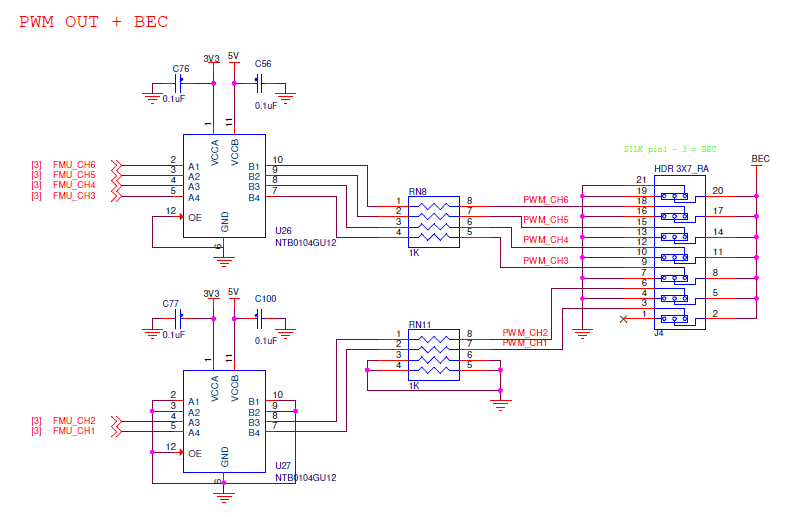 PWM OUT + BEC
3V3 5V
C76 C56
0.1uF 0.1uF
1 11
VCCA VCCB
[3] FMU_CH6 2 A1 B1 10
[3] FMU_CH5 3 A2 B2 9
[3] FMU_CH4 4 A3 B3 8
[3] FMU_CH3 5 A4 B4 7
12 OE
GND
6
U26
NTB0104GU12
RN8
1 8
2 7
3 6
4 5
1K
PWM_CH6
PWM_CH5
PWM_CH4
PWM_CH3
SILK pin1 - 3 = BEC
HDR 3X7_RA
BEC
21
19 20
18
16 17
15
13 14
12
10 11
9
7 8
6
4 5
3
1 2
J4
3V3 5V
C77 C100
0.1uF 0.1uF
1 11
VCCA VCCB
2 A1 B1 10
3 A2 B2 9
[3] FMU_CH2 4 A3 B3 8
[3] FMU_CH1 5 A4 B4 7
12 OE
GND
6
U27
NTB0104GU12
RN11
1 8
2 7
3 6
4 5
1K
PWM_CH2
PWM_CH1